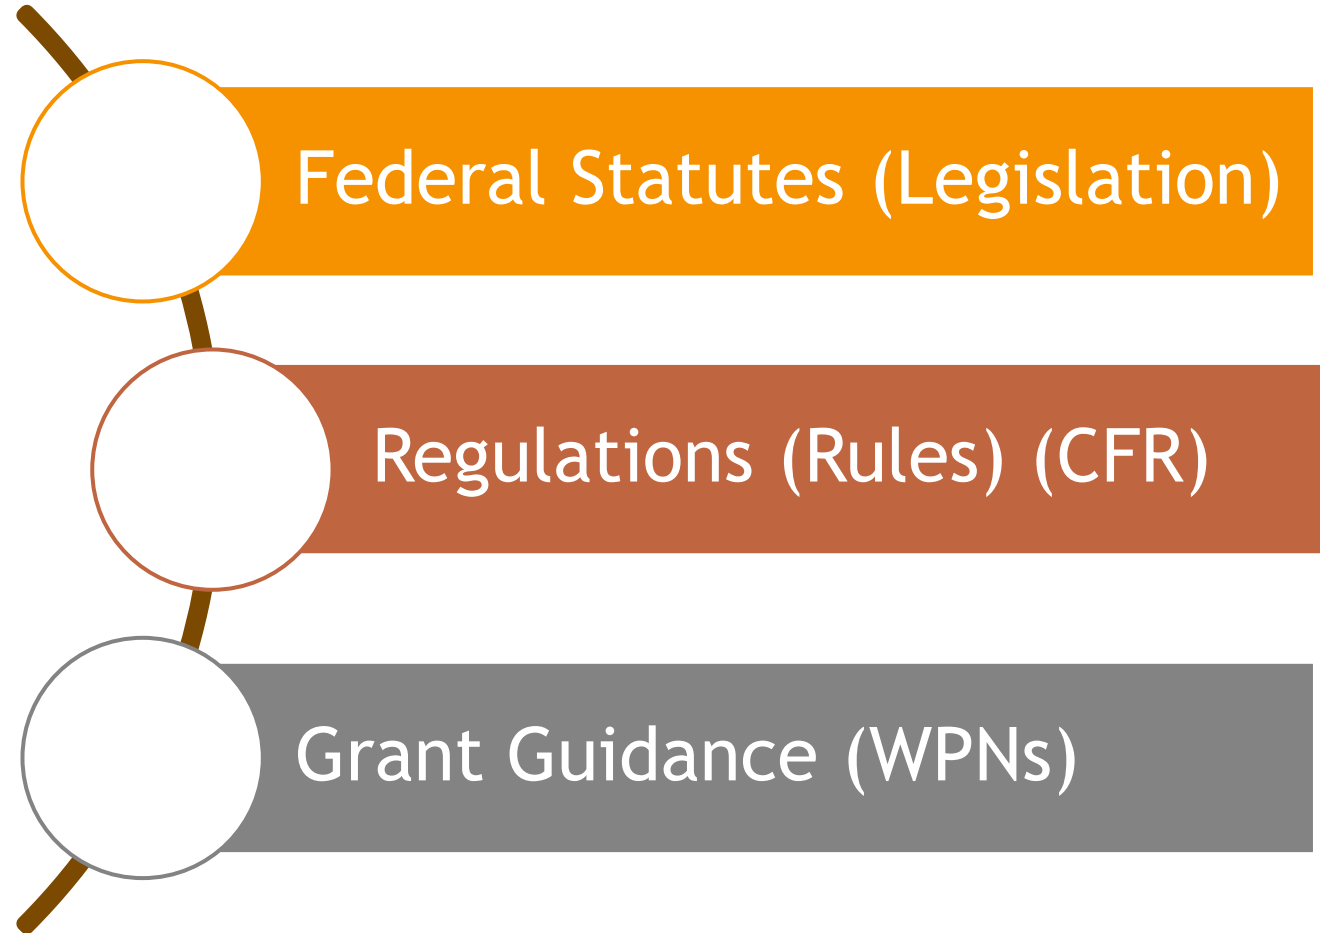 Federal Statutes (Legislation)
Regulations (Rules) (CFR)
Grant Guidance (WPNs)